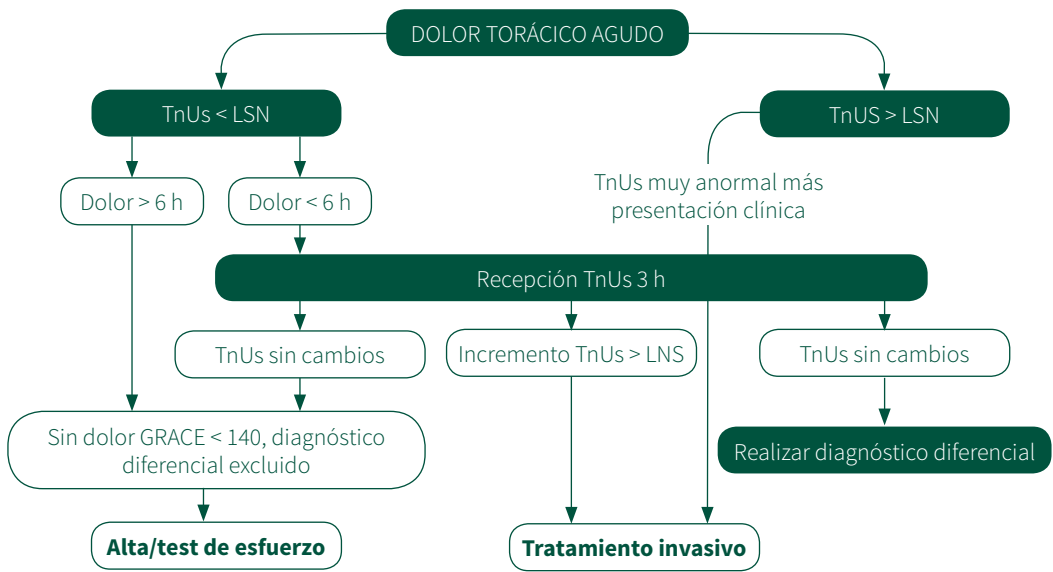 DOLOR TORÁCICO AGUDO
TnUs < LSN
TnUS > LSN
Dolor > 6 h
Dolor < 6 h
TnUs muy anormal más
presentación clínica
Recepción TnUs 3 h
TnUs sin cambios
Incremento TnUs > LNS
TnUs sin cambios
Sin dolor GRACE < 140, diagnóstico
diferencial excluido
Realizar diagnóstico diferencial
Alta/test de esfuerzo
Tratamiento invasivo